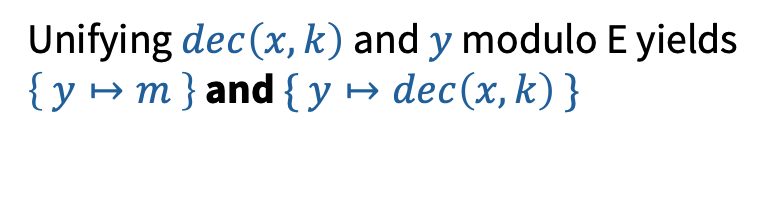 Unifying dec(x, k) and y modulo E yields
{ y ↦ m } and { y ↦ dec(x, k) }